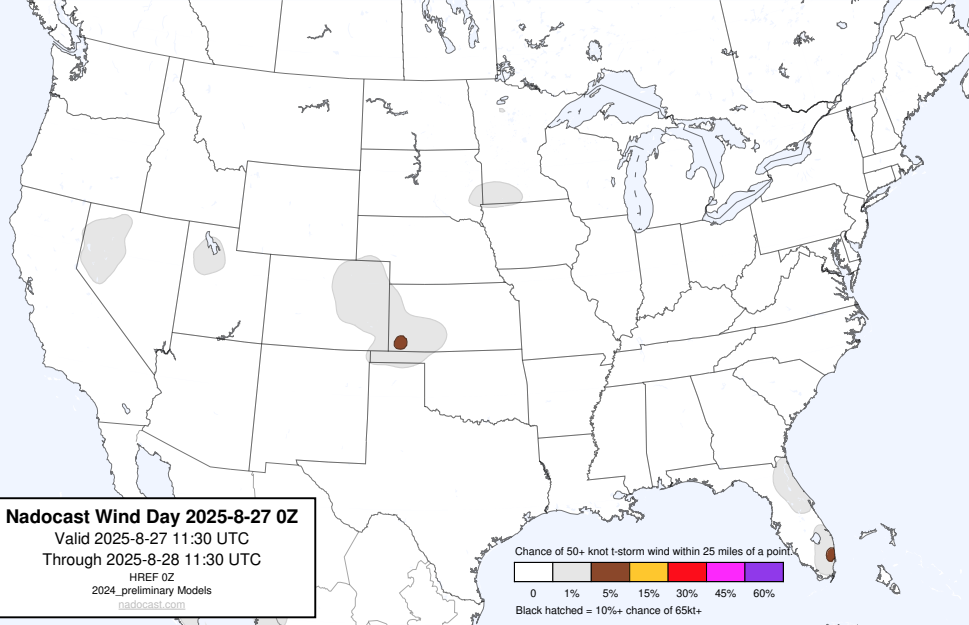 Nadocast Wind Day 2025-8-27 0Z
Valid 2025-8-27 11:30 UTC
Through 2025-8-28 11:30 UTC
HREF 0Z
2024_preliminary Models
nadocast.com
Chance of 50+ knot t-storm wind within 25 miles of a point.
0 1% 5% 15% 30% 45% 60%
Black hatched = 10%+ chance of 65kt+